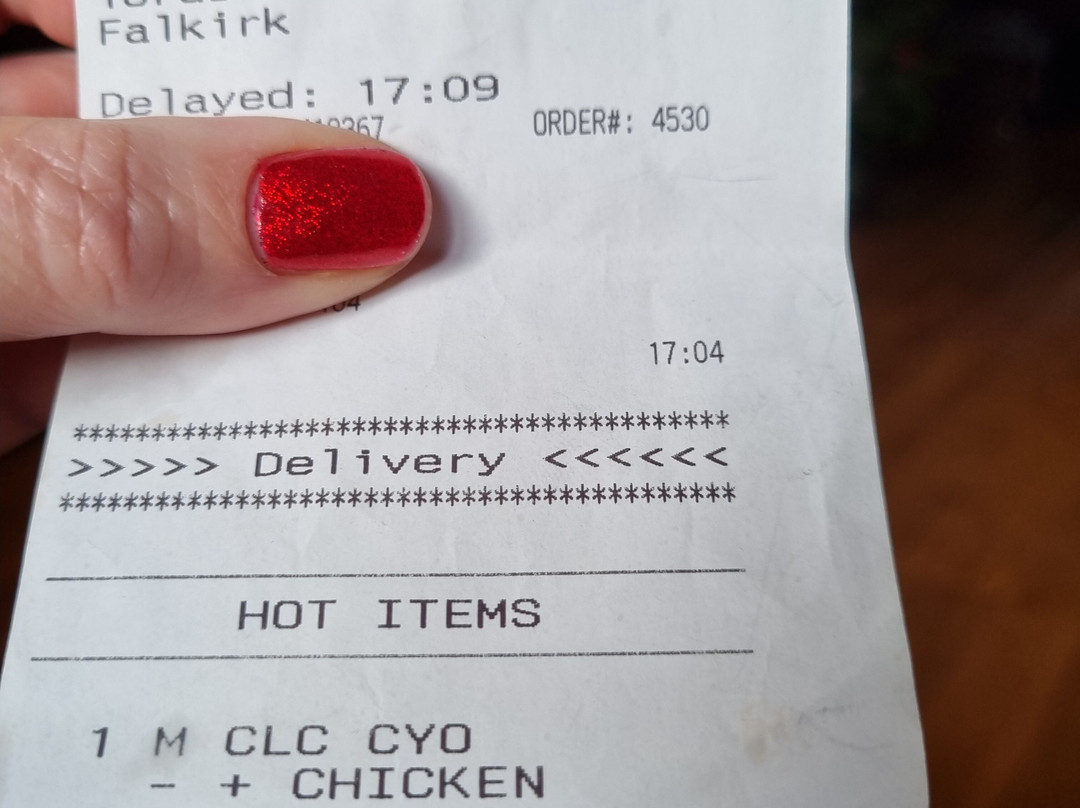 Falkirk
Delayed: 17:09
ORDER#: 4530
17:04
****************************************
>>>>> Delivery <<<<<<
******************************************
HOT ITEMS
1 M CLC CYO
- + CHICKEN